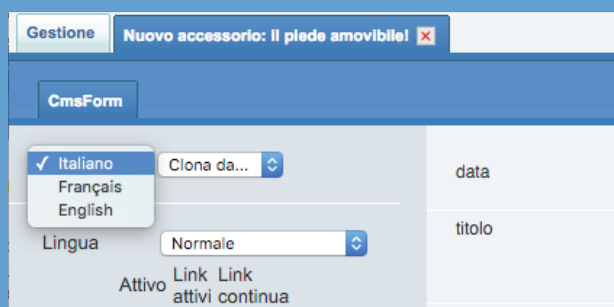 Gestione
Nuovo accessorio: il piede amovibile!
CmsForm
✓ Italiano
Français
English
Clona da...
data
titolo
Lingua
Normale
Attivo
Link attivi
Link continua